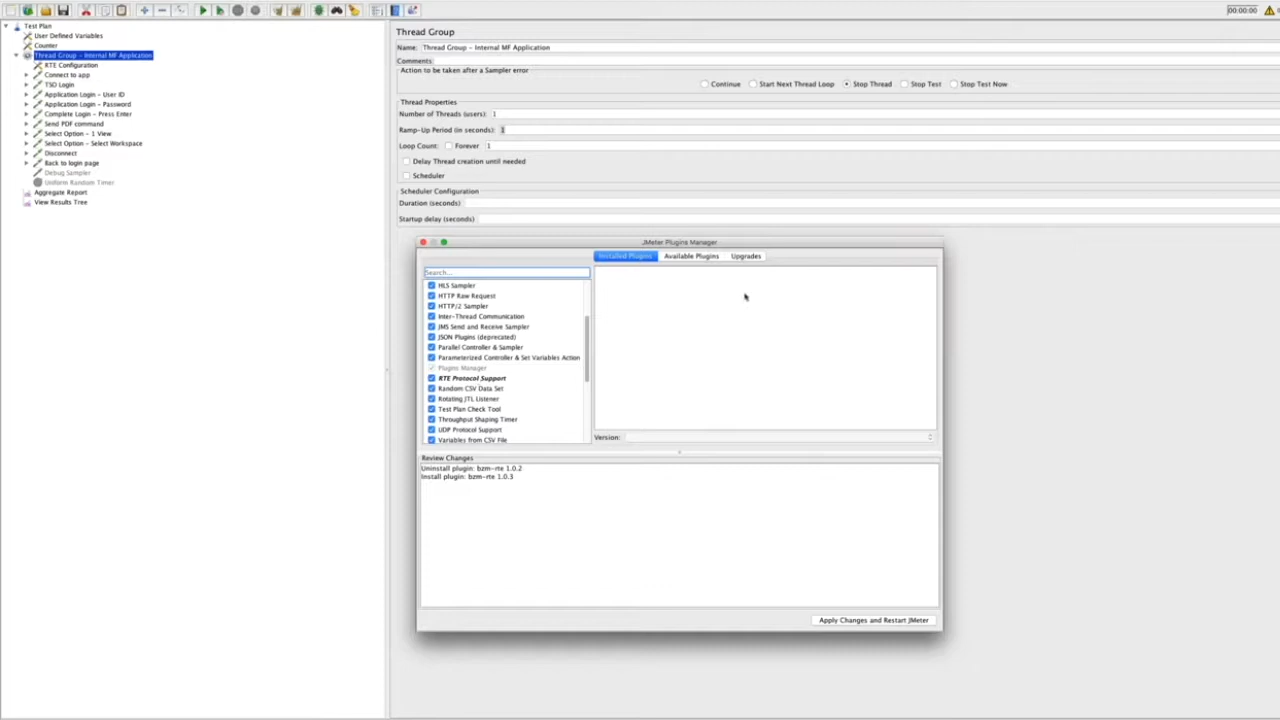 00:00:00
Test Plan
User Defined Variables
Counter
Thread Group - Internal MF Application
RTE Configuration
Connect to app
TSO Login
Application Login - User ID
Application Login - Password
Complete Login - Press Enter
Send PDF command
Select Option - 1 View
Select Option - Select Workspace
Disconnect
Back to login page
Debug Sampler
Uniform Random Timer
Aggregate Report
View Results Tree
Thread Group
Name: Thread Group - Internal MF Application
Comments:
Action to be taken after a Sampler error
Continue Start Next Thread Loop Stop Thread Stop Test Stop Test Now
Thread Properties
Number of Threads (users): 1
Ramp-Up Period (in seconds): 1
Loop Count: Forever 1
Delay Thread creation until needed
Scheduler
Scheduler Configuration
Duration (seconds)
Startup delay (seconds)
JMeter Plugins Manager
Installed Plugins Available Plugins Upgrades
Search...
HLS Sampler
HTTP Raw Request
HTTP/2 Sampler
Inter-Thread Communication
JMS Send and Receive Sampler
JSON Plugins (deprecated)
Parallel Controller & Sampler
Parameterized Controller & Set Variables Action
Plugins Manager
RTE Protocol Support
Random CSV Data Set
Rotating JTL Listener
Test Plan Check Tool
Throughput Shaping Timer
UDP Protocol Support
Variables from CSV File
Version:
Review Changes
Uninstall plugin: bzm-rte 1.0.2
Install plugin: bzm-rte 1.0.3
Apply Changes and Restart JMeter